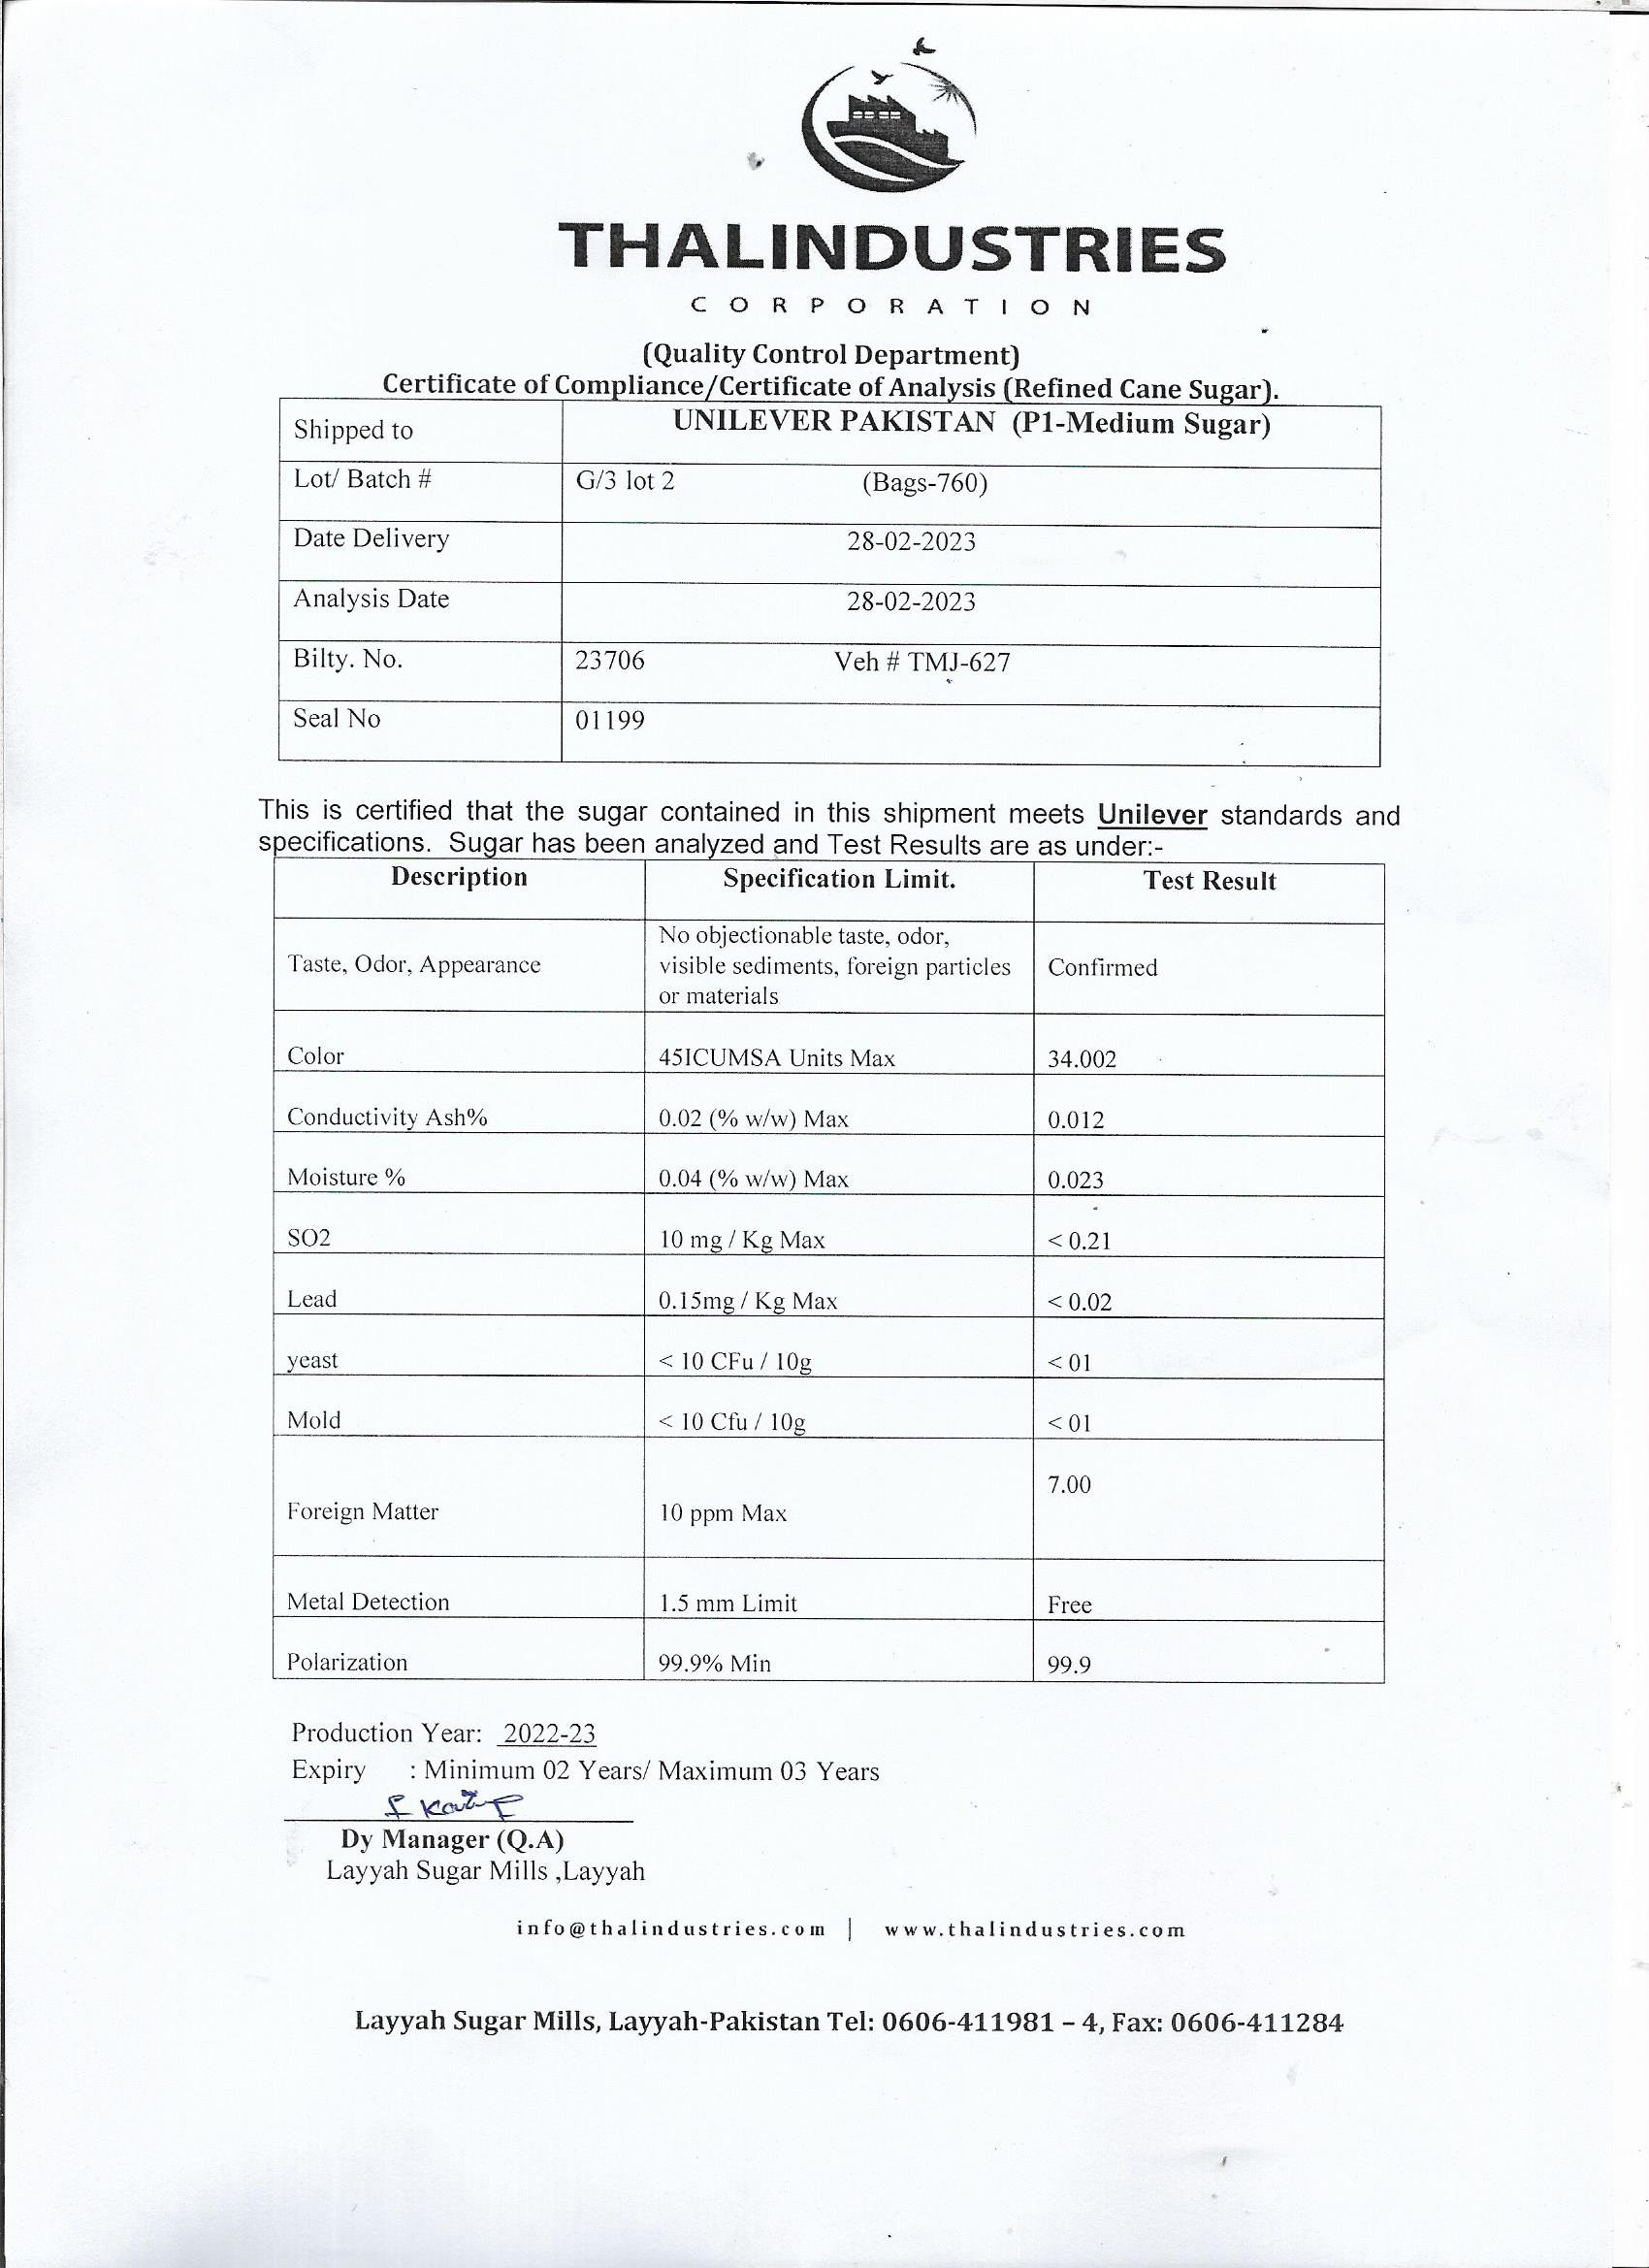 THALINDUSTRIES
CORPORATION
(Quality Control Department)
Certificate of Compliance/Certificate of Analysis (Refined Cane Sugar).
Shipped to UNILEVER PAKISTAN (P1-Medium Sugar)
Lot/ Batch # G/3 lot 2 (Bags-760)
Date Delivery 28-02-2023
Analysis Date 28-02-2023
Bilty. No. 23706 Veh # TMJ-627
Seal No 01199
This is certified that the sugar contained in this shipment meets Unilever standards and
specifications. Sugar has been analyzed and Test Results are as under:-
Description Specification Limit. Test Result
Taste, Odor, Appearance No objectionable taste, odor,
visible sediments, foreign particles
or materials Confirmed
Color 45ICUMSA Units Max 34.002
Conductivity Ash% 0.02 (% w/w) Max 0.012
Moisture % 0.04 (% w/w) Max 0.023
SO2 10 mg / Kg Max < 0.21
Lead 0.15mg / Kg Max < 0.02
yeast < 10 CFu / 10g < 01
Mold < 10 Cfu / 10g < 01
Foreign Matter 10 ppm Max 7.00
Metal Detection 1.5 mm Limit Free
Polarization 99.9% Min 99.9
Production Year: 2022-23
Expiry : Minimum 02 Years/ Maximum 03 Years
Dy Manager (Q.A)
Layyah Sugar Mills ,Layyah
info@thalindustries.com | www.thalindustries.com
Layyah Sugar Mills, Layyah-Pakistan Tel: 0606-411981 – 4, Fax: 0606-411284